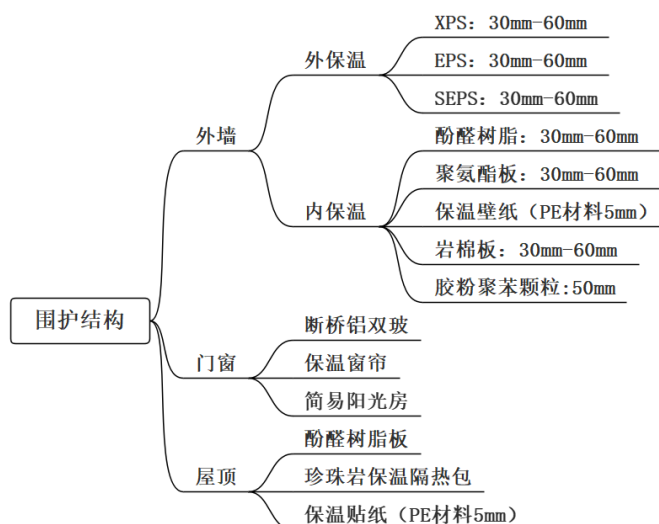 围护结构
外墙
外保温
XPS：30mm-60mm
EPS：30mm-60mm
SEPS：30mm-60mm
内保温
酚醛树脂：30mm-60mm
聚氨酯板：30mm-60mm
保温壁纸（PE材料5mm）
岩棉板：30mm-60mm
胶粉聚苯颗粒:50mm
门窗
断桥铝双玻
保温窗帘
简易阳光房
屋顶
酚醛树脂板
珍珠岩保温隔热包
保温贴纸（PE材料5mm）